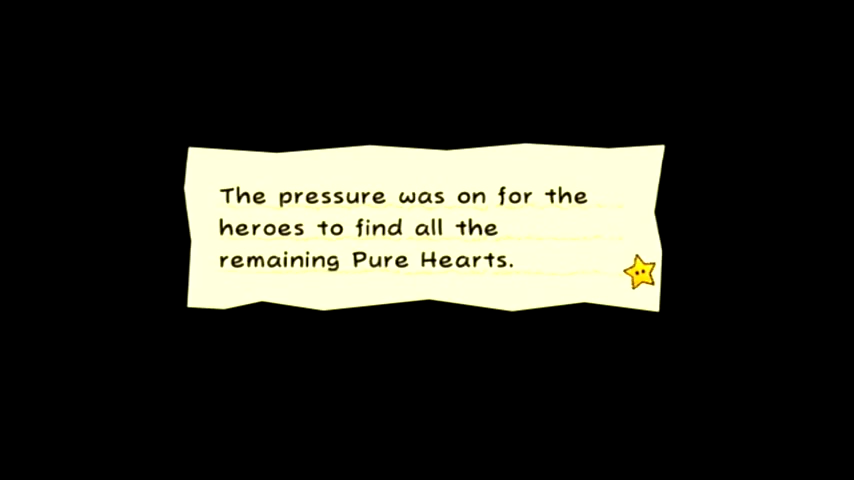 The pressure was on for the
heroes to find all the
remaining Pure Hearts.